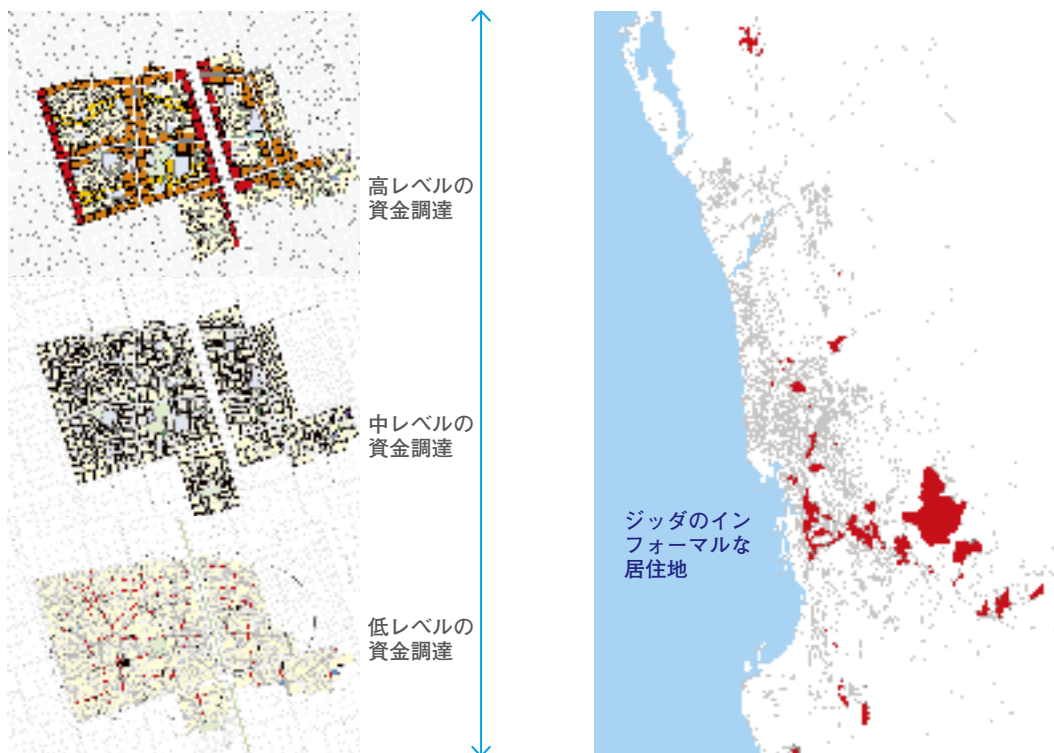 高レベルの
資金調達
中レベルの
資金調達
低レベルの
資金調達
ジッダのイン
フォーマルな
居住地